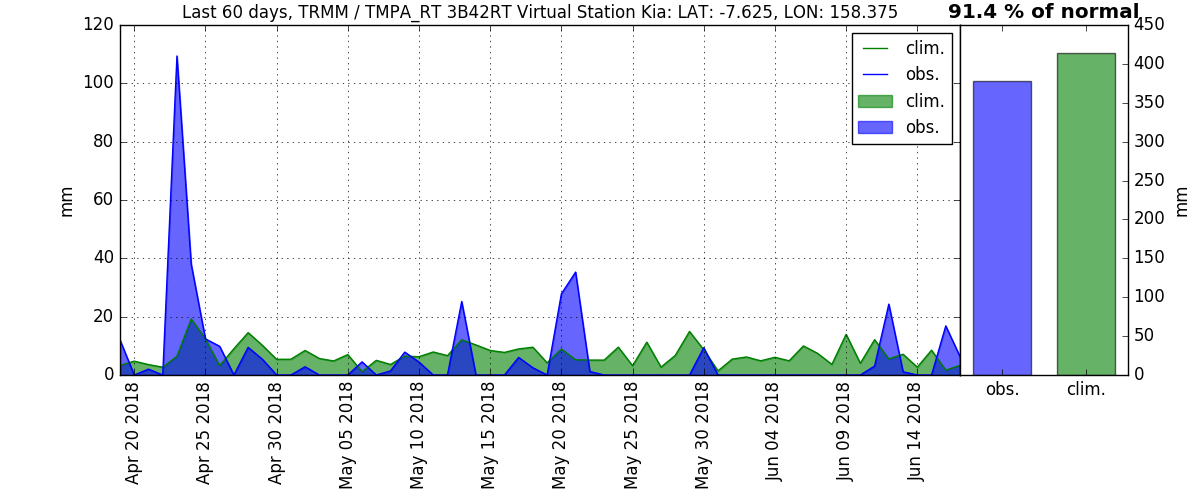 Last 60 days, TRMM / TMPA_RT 3B42RT Virtual Station Kia: LAT: -7.625, LON: 158.375
91.4 % of normal
120
100
80
60
40
20
0
mm
clim.
obs.
clim.
obs.
450
400
350
300
250
200
150
100
50
0
mm
Apr 20 2018
Apr 25 2018
Apr 30 2018
May 05 2018
May 10 2018
May 15 2018
May 20 2018
May 25 2018
May 30 2018
Jun 04 2018
Jun 09 2018
Jun 14 2018
obs.
clim.